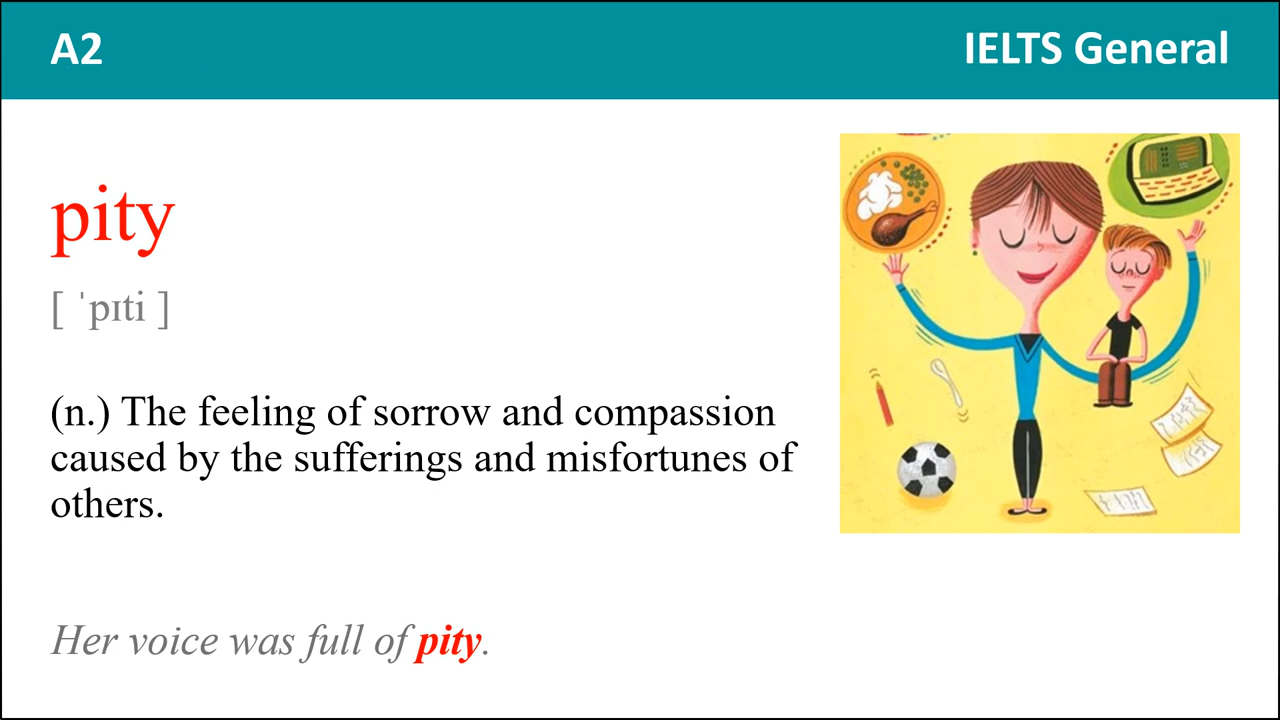 A2
IELTS General
pity
[ ˈpɪti ]
(n.) The feeling of sorrow and compassion
caused by the sufferings and misfortunes of
others.
Her voice was full of pity.